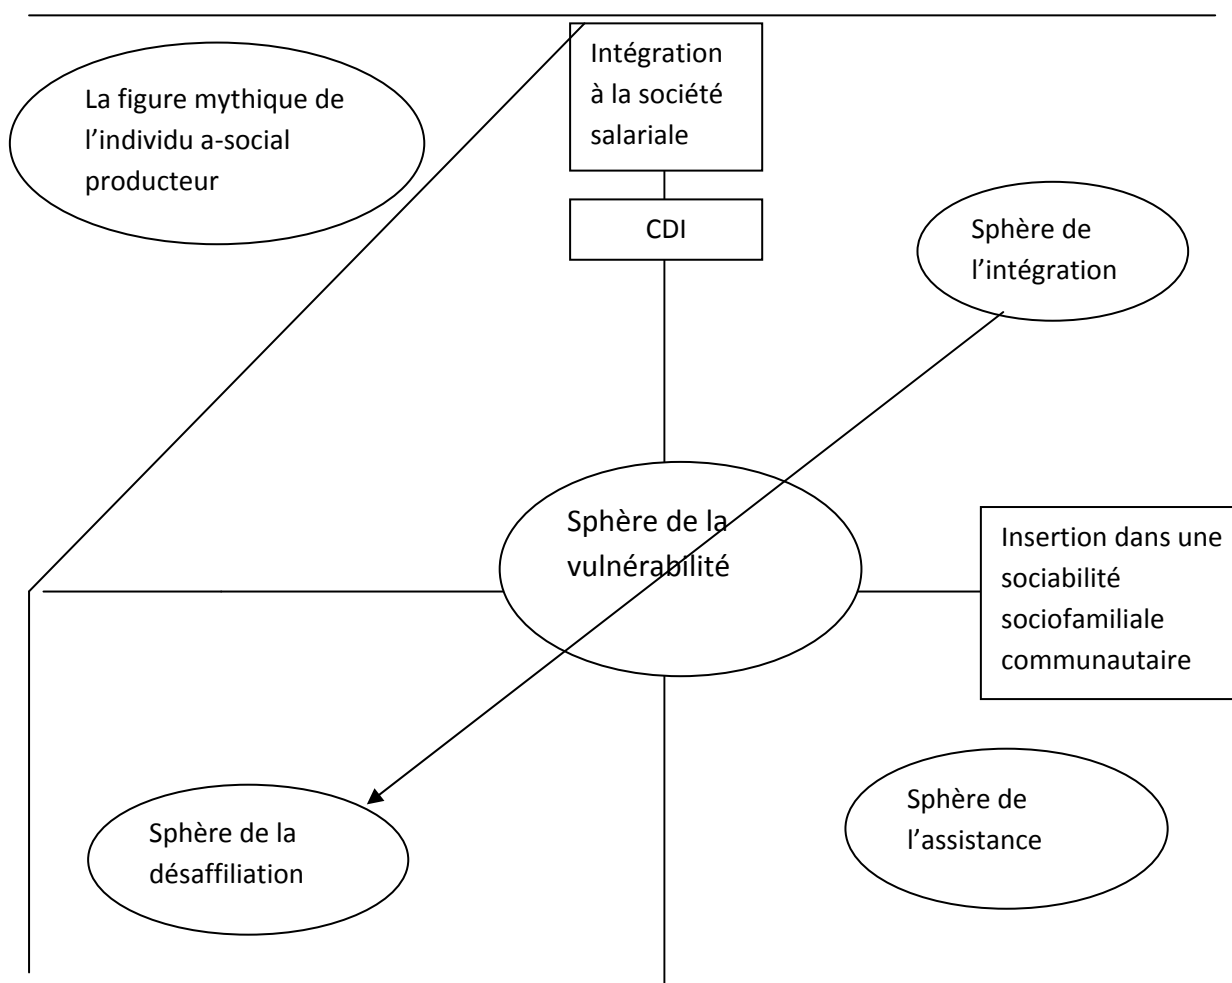 Intégration
à la société
salariale
La figure mythique de
l’individu a-social
producteur
CDI
Sphère de
l’intégration
Sphère de la
vulnérabilité
Insertion dans une
sociabilité
sociofamiliale
communautaire
Sphère de
l’assistance
Sphère de la
désaffiliation